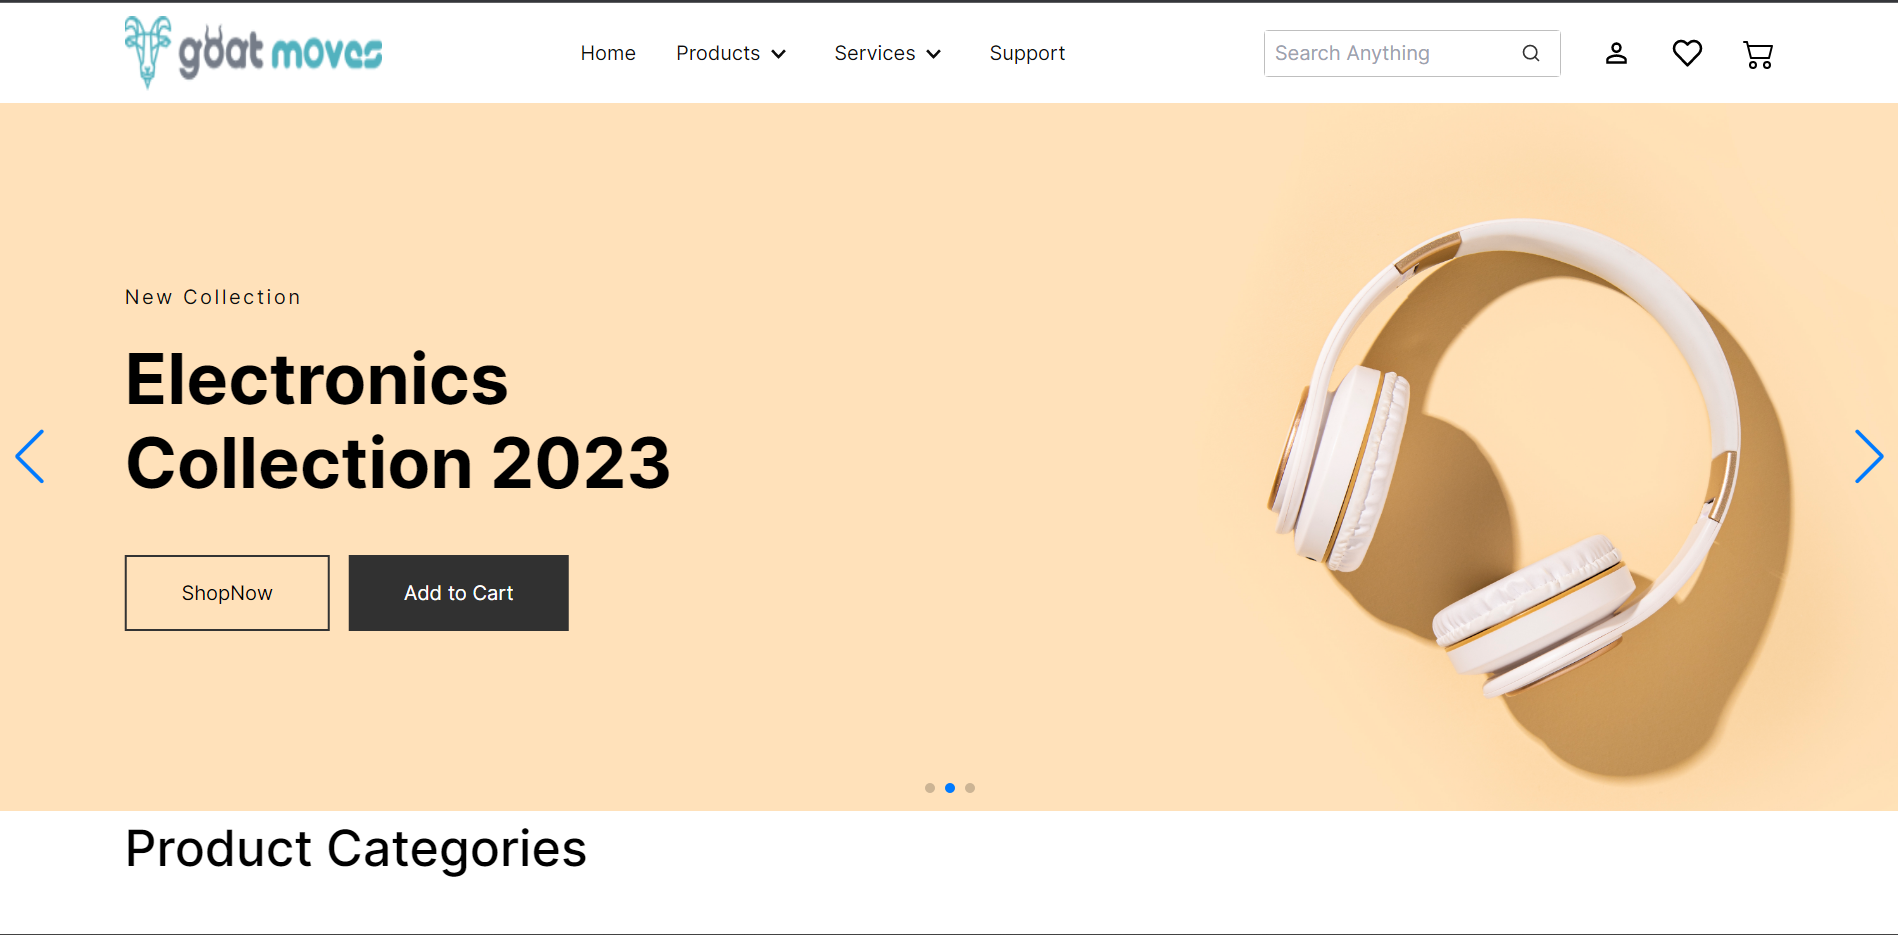 goat moves
Home
Products
Services
Support
Search Anything
New Collection
Electronics
Collection 2023
ShopNow
Add to Cart
Product Categories